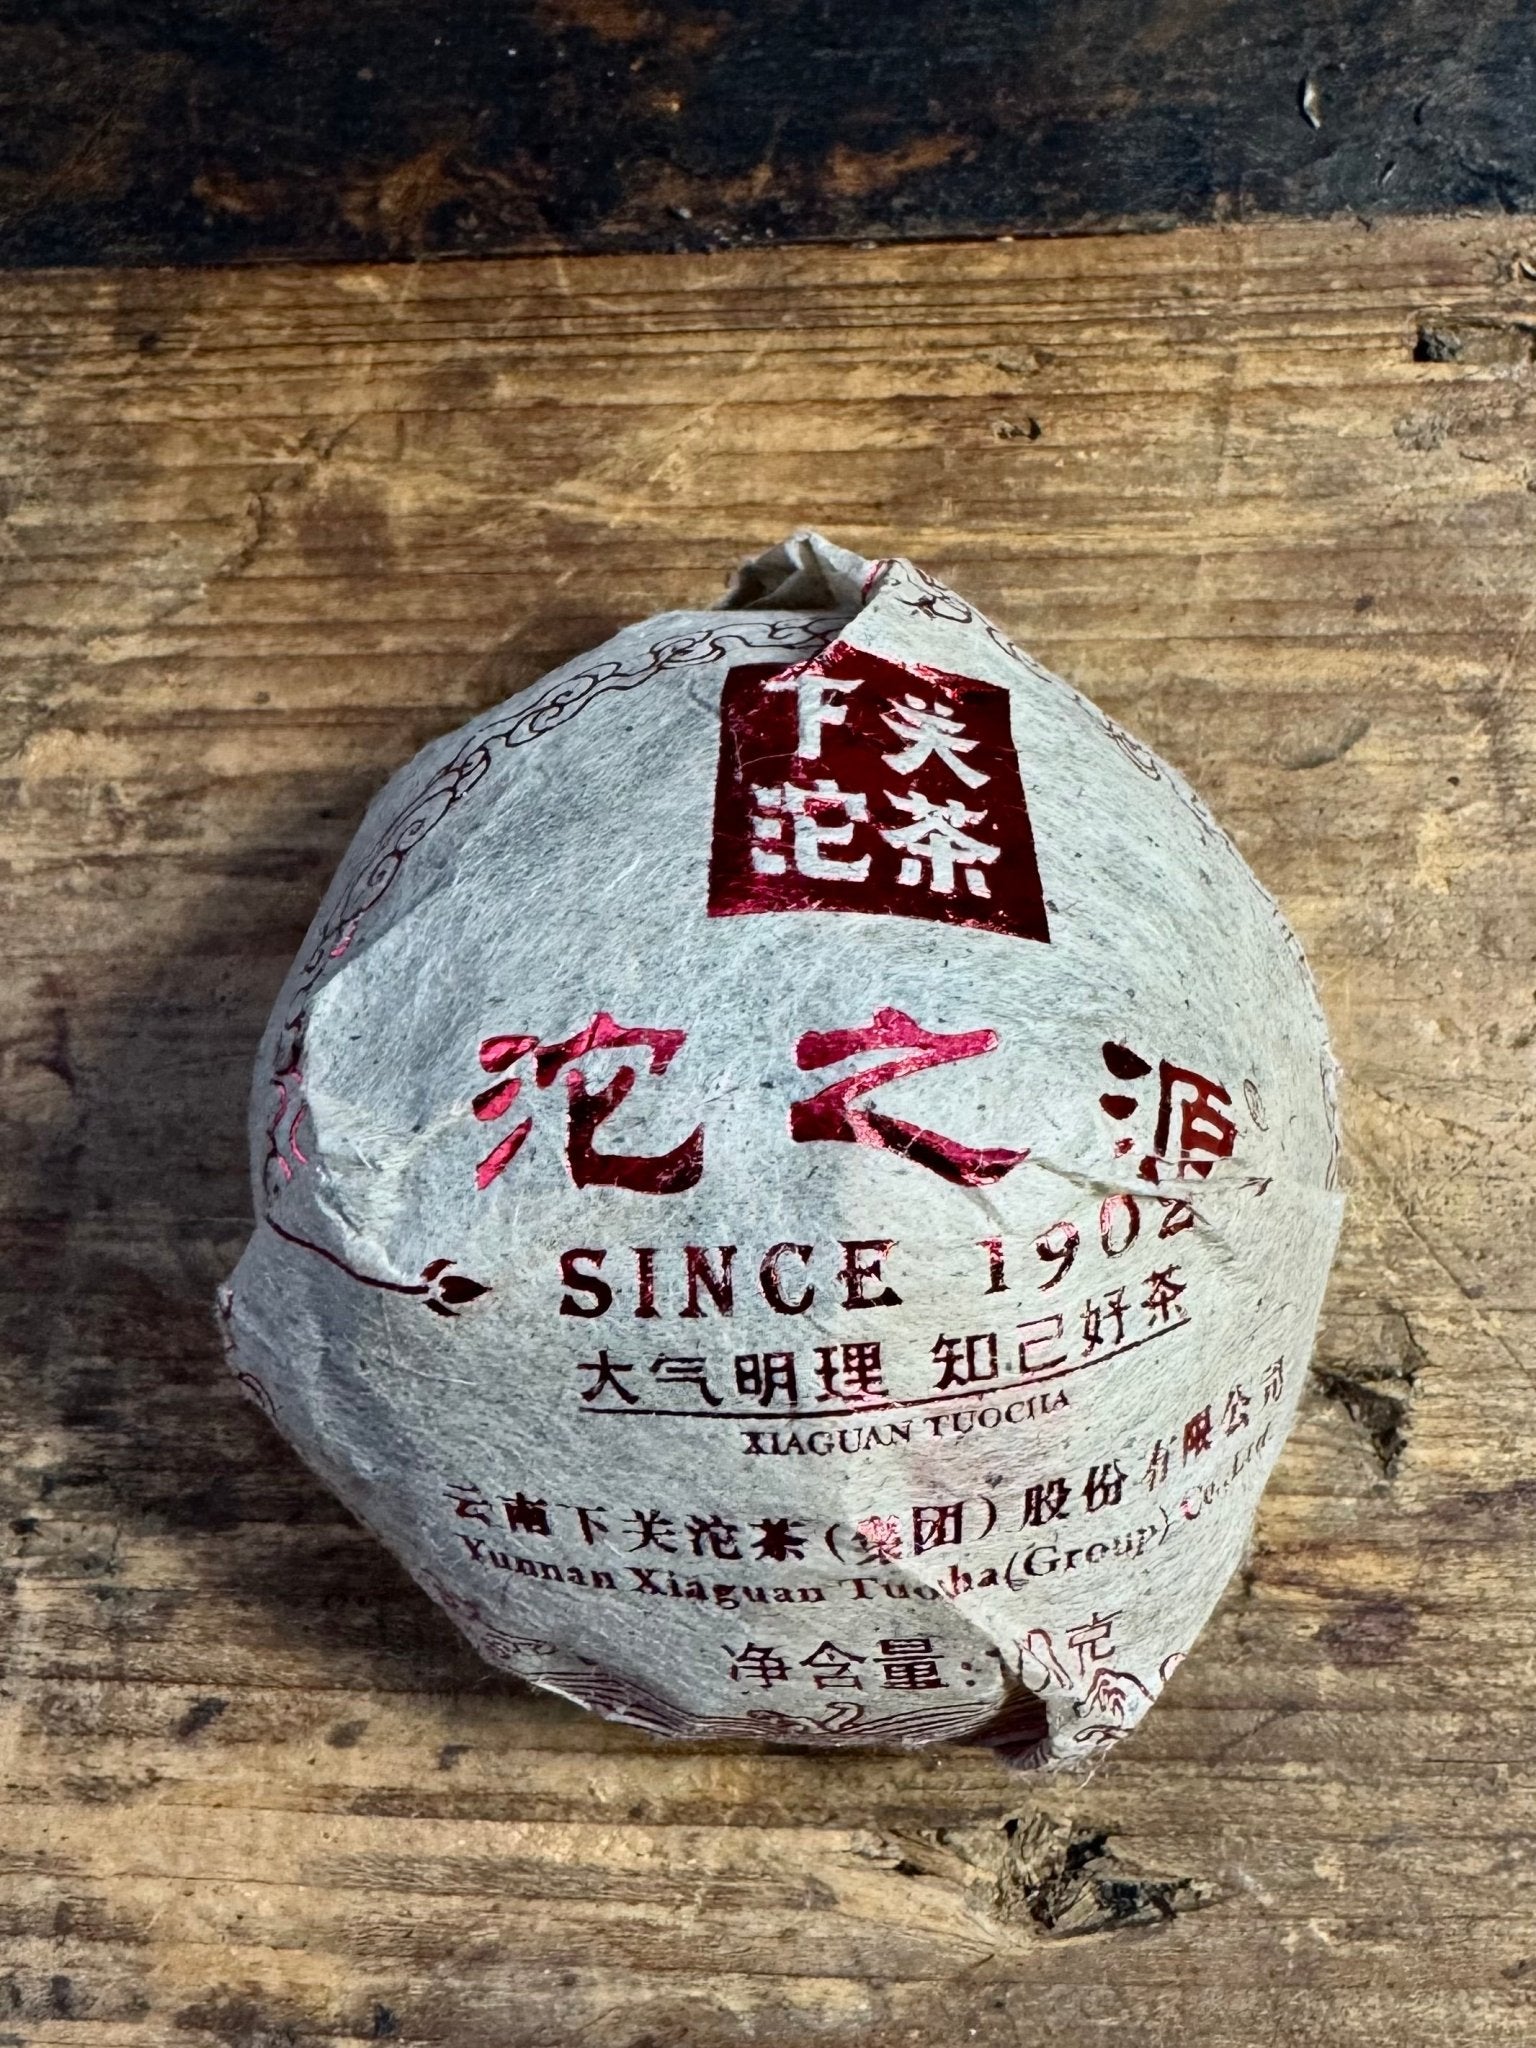 下关
沱茶
沱之源
SINCE 1902
大气明理 知己好茶
XIAGUAN TUOCHA
云南下关沱茶(集团)股份有限公司
Yunnan Xiaguan Tuocha(Group) Co.,Ltd.
净含量: 克